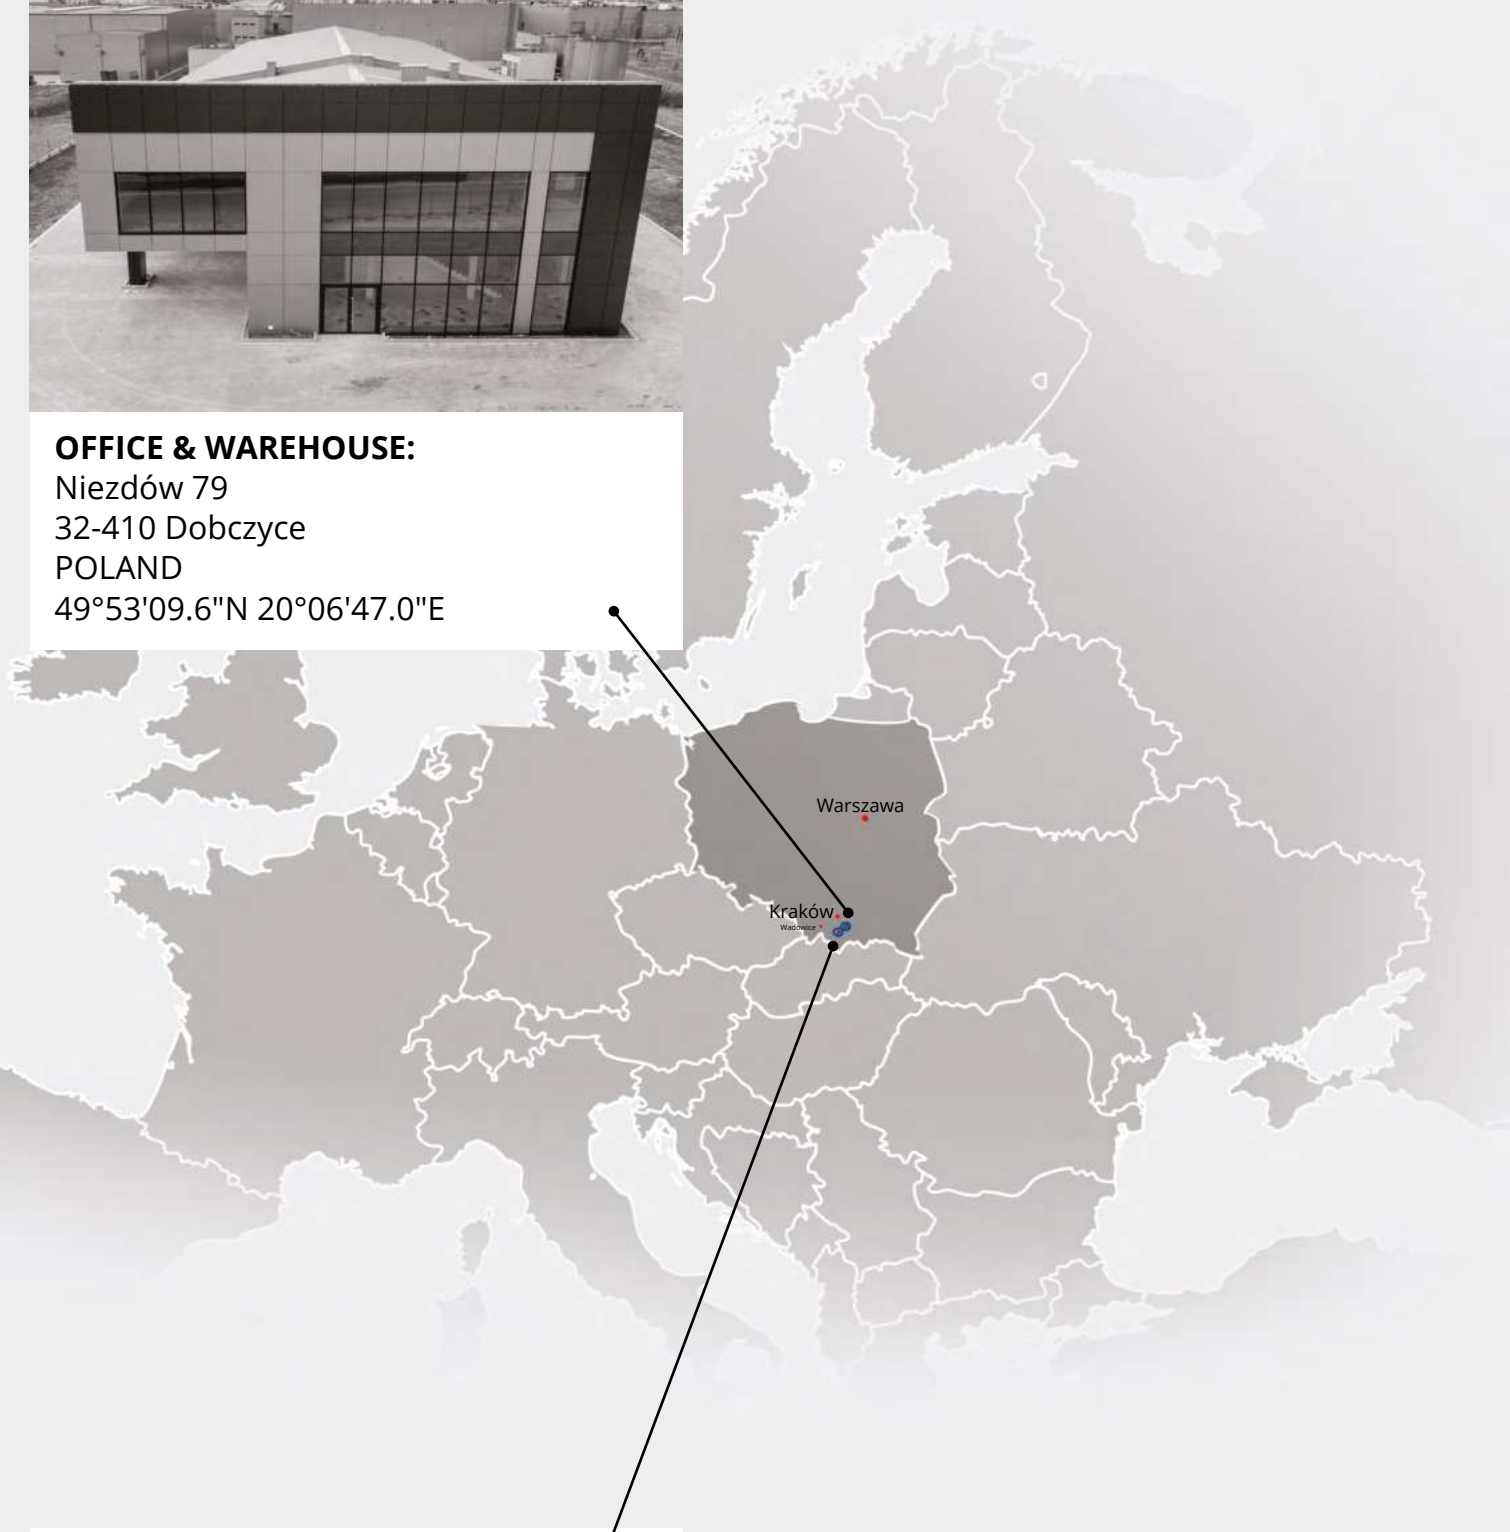 OFFICE & WAREHOUSE:
Niezdów 79
32-410 Dobczyce
POLAND
49°53'09.6"N 20°06'47.0"E
Warszawa
Kraków
Wadowice